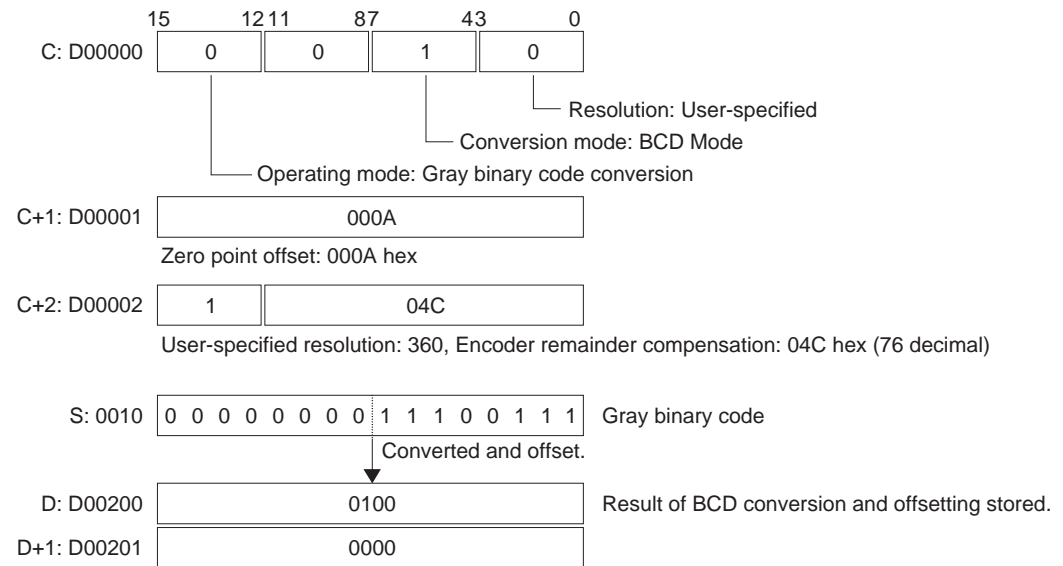 15 12 11 8 7 4 3 0
C: D00000 0 0 1 0
Resolution: User-specified
Conversion mode: BCD Mode
Operating mode: Gray binary code conversion
C+1: D00001 000A
Zero point offset: 000A hex
C+2: D00002 1 04C
User-specified resolution: 360, Encoder remainder compensation: 04C hex (76 decimal)
S: 0010 0 0 0 0 0 0 0 0 1 1 1 0 0 1 1 1 Gray binary code
Converted and offset.
D: D00200 0100 Result of BCD conversion and offsetting stored.
D+1: D00201 0000